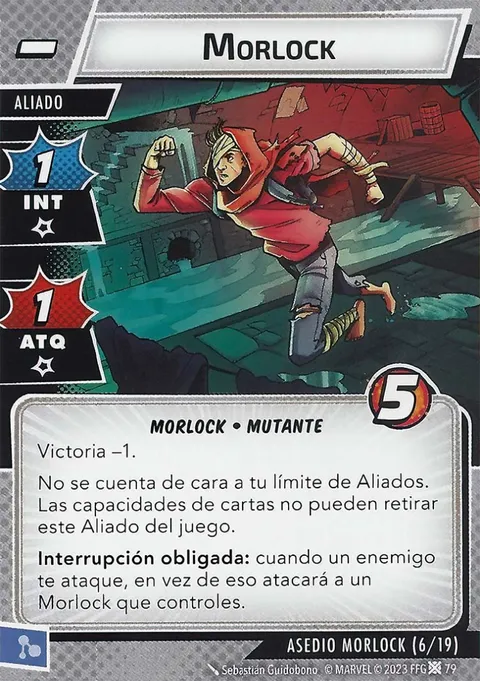 MORLOCK
ALIADO
1
INT
1
ATQ
5
MORLOCK • MUTANTE
Victoria –1.
No se cuenta de cara a tu límite de Aliados.
Las capacidades de cartas no pueden retirar
este Aliado del juego.
Interrupción obligada: cuando un enemigo
te ataque, en vez de eso atacará a un
Morlock que controles.
ASEDIO MORLOCK (6/19)
Sebastian Guidobono © MARVEL © 2023 FFG 79